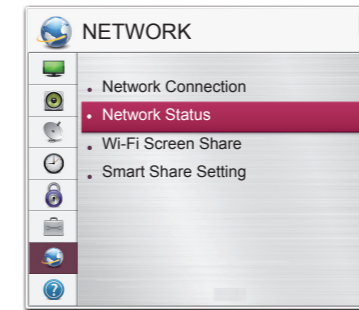 NETWORK
• Network Connection
• Network Status
• Wi-Fi Screen Share
• Smart Share Setting
?